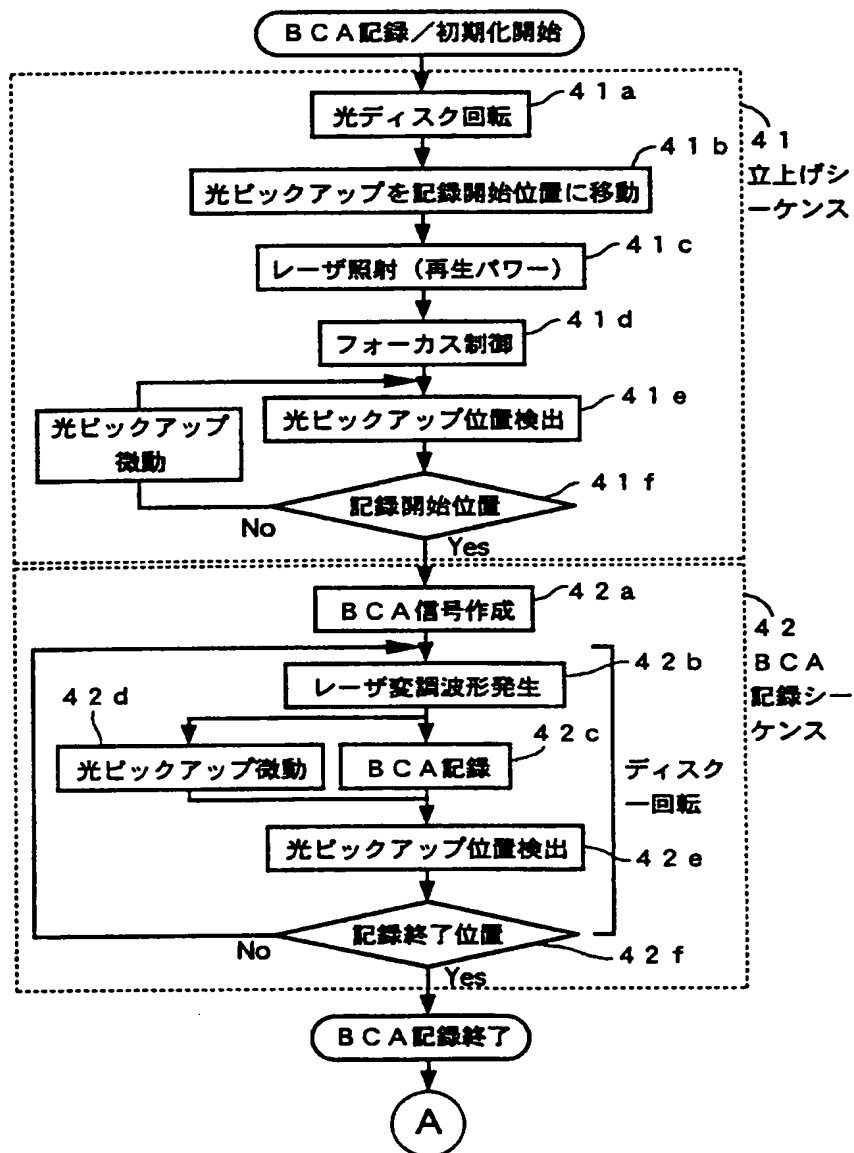 BCA記録／初期化開始
41a
光ディスク回転
41
立上げシ
ーケンス
41b
光ピックアップを記録開始位置に移動
41c
レーザ照射（再生パワー）
41d
フォーカス制御
41e
光ピックアップ位置検出
光ピックアップ
微動
41f
記録開始位置
No
Yes
42a
BCA信号作成
42
BCA
記録シー
ケンス
42b
レーザ変調波形発生
42d
光ピックアップ微動
42c
BCA記録
ディスク
一回転
光ピックアップ位置検出
42e
記録終了位置
42f
No
Yes
BCA記録終了
A